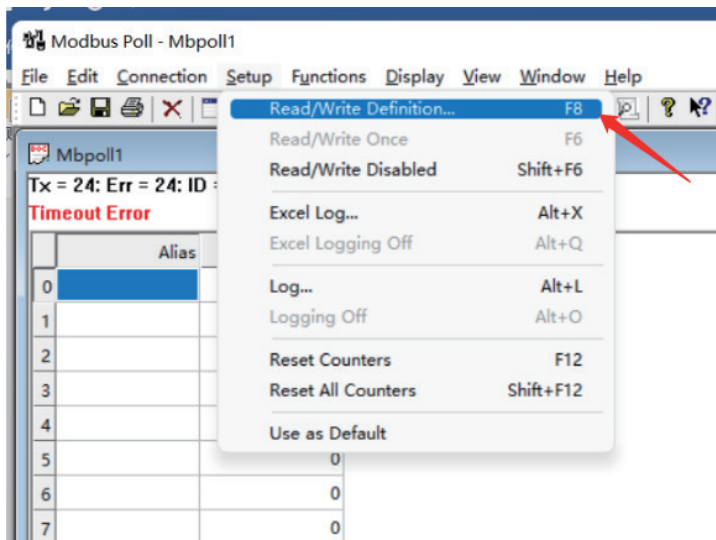 Modbus Poll - Mbpoll1
File Edit Connection Setup Functions Display View Window Help
Read/Write Definition... F8
Read/Write Once F6
Mbpoll1
Read/Write Disabled Shift+F6
Tx = 24: Err = 24: ID =
Timeout Error
Excel Log... Alt+X
Alias
Excel Logging Off Alt+Q
0
Log... Alt+L
1
Logging Off Alt+O
2
Reset Counters F12
3
Reset All Counters Shift+F12
4
Use as Default
5 0
6 0
7 0